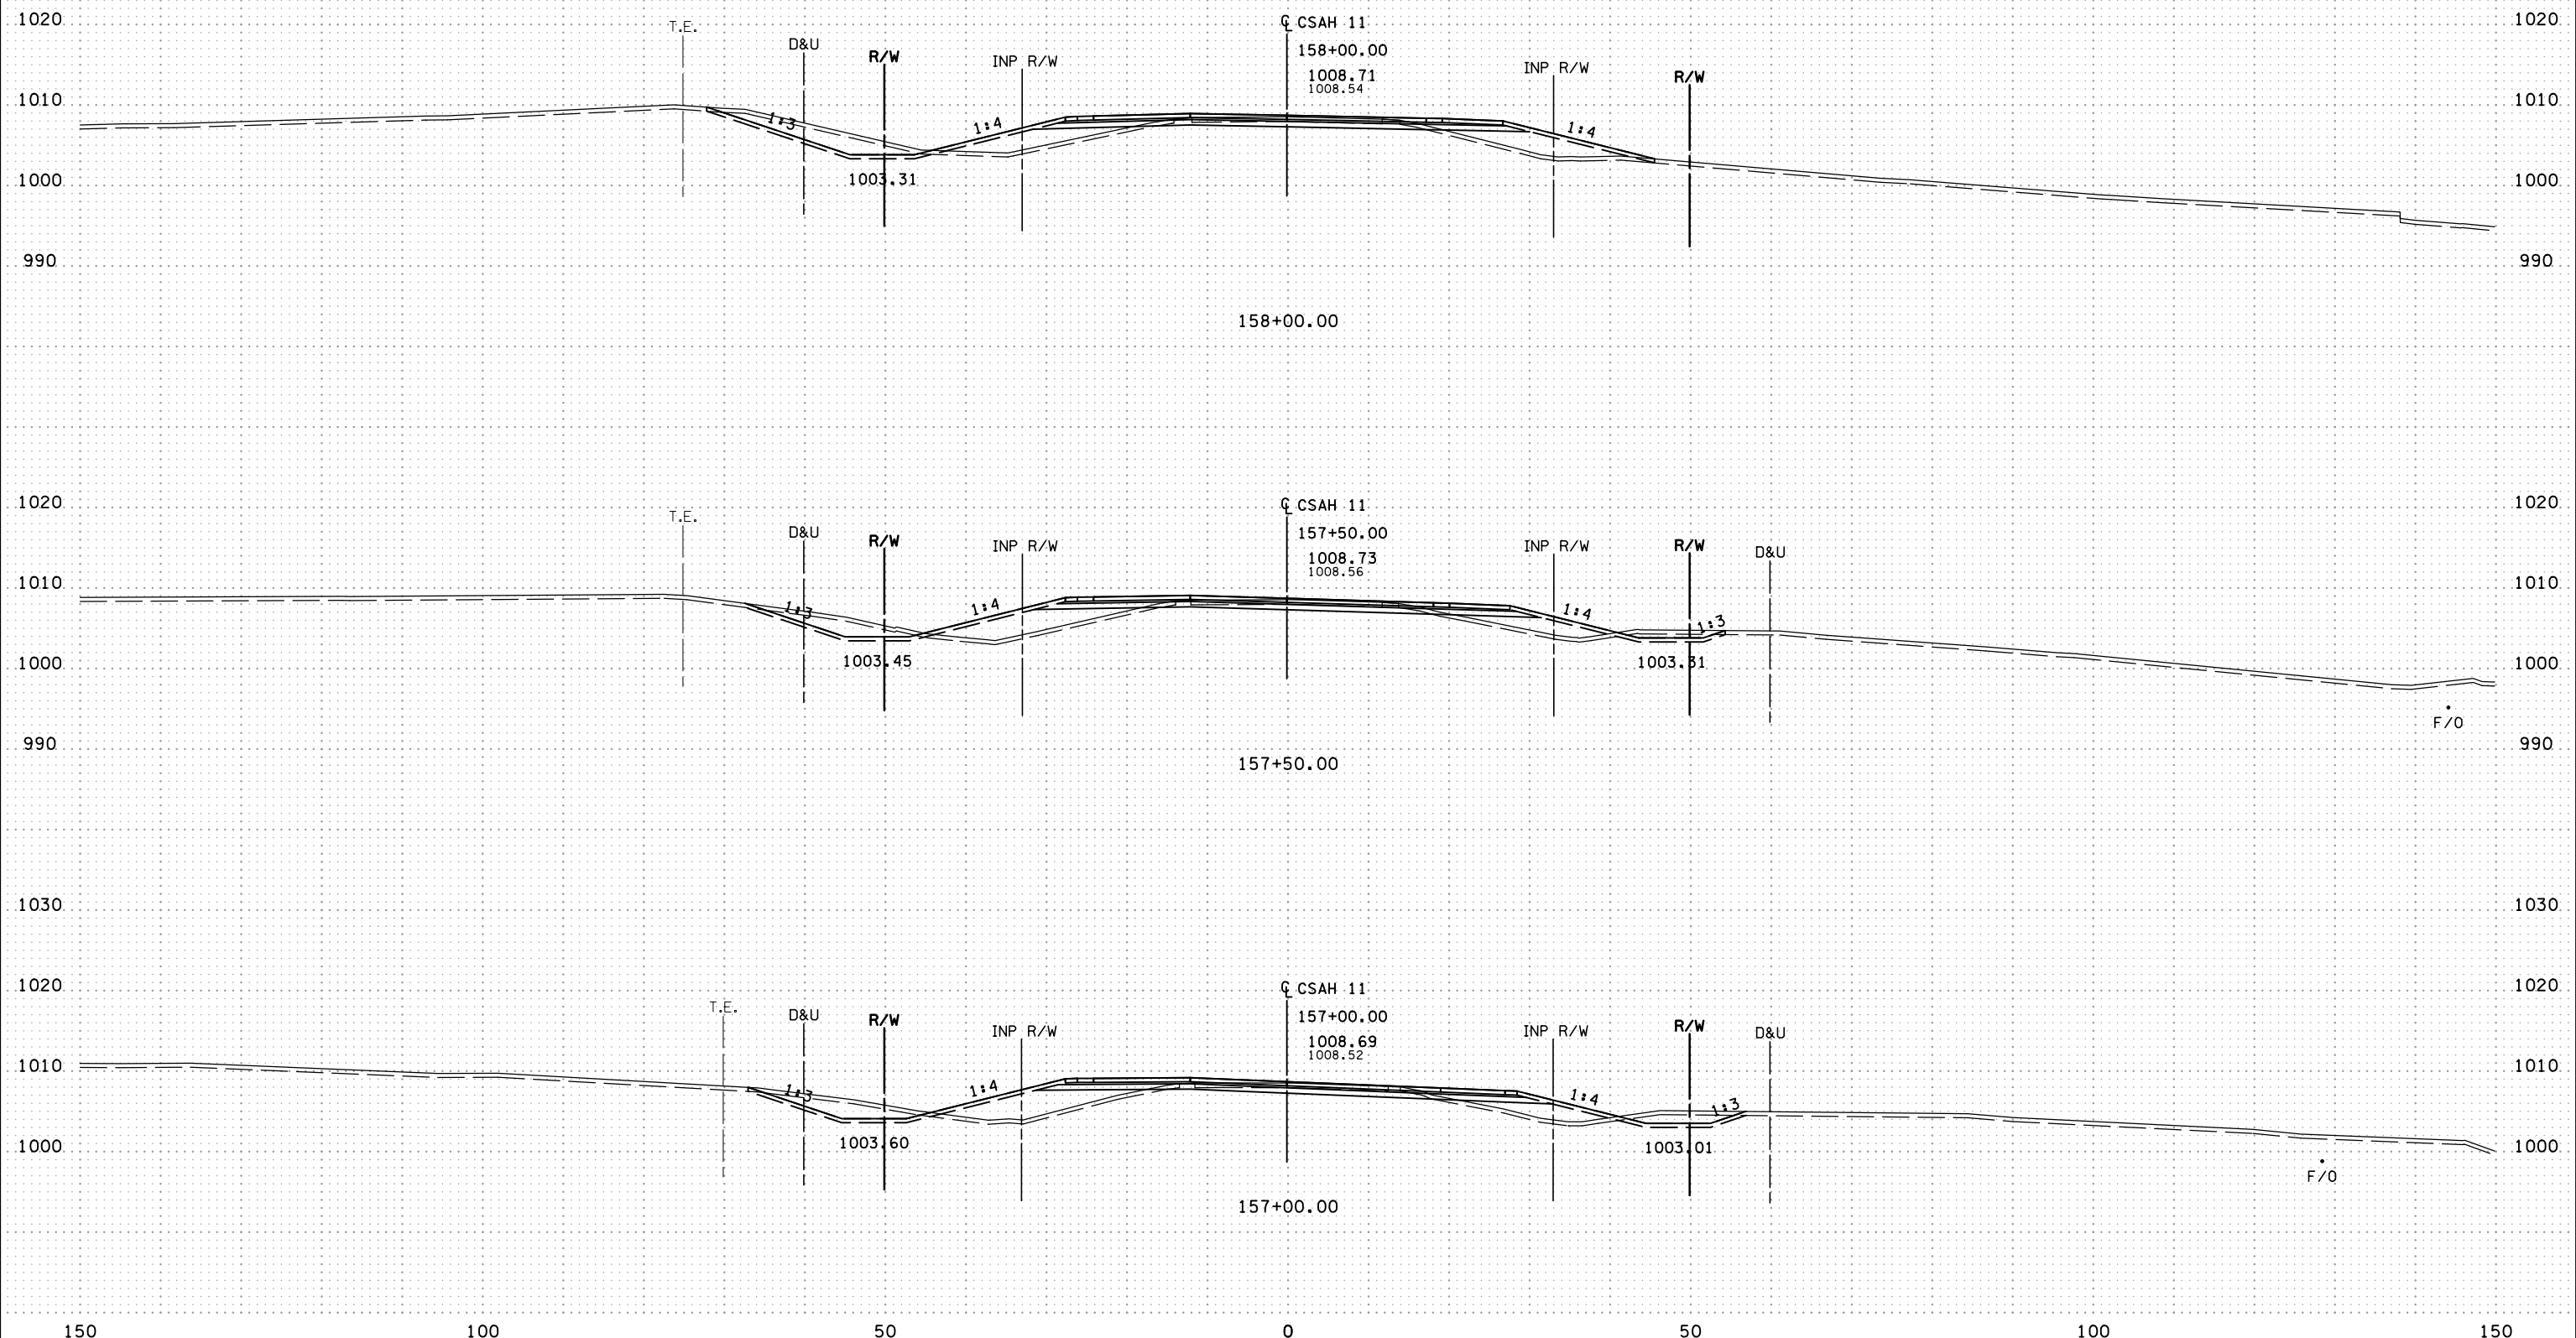 1020 ℄ CSAH 11 1020
T.E.
D&U 158+00.00
R/W INP R/W INP R/W R/W
1008.71
1008.54
1010 1010
1:3 1:4 1:4
1000 1003.31 1000
990 990
158+00.00
1020 ℄ CSAH 11 1020
T.E.
D&U 157+50.00
R/W INP R/W INP R/W R/W D&U
1008.73
1008.56
1010 1010
1:3 1:4 1:4 1:3
1000 1003.45 1003.31 1000
F/O
990 990
157+50.00
1030 1030
1020 ℄ CSAH 11 1020
T.E.
D&U 157+00.00
R/W INP R/W INP R/W R/W D&U
1008.69
1008.52
1010 1010
1:3 1:4 1:4 1:3
1000 1003.60 1003.01 1000
F/O
157+00.00
150 100 50 0 50 100 150